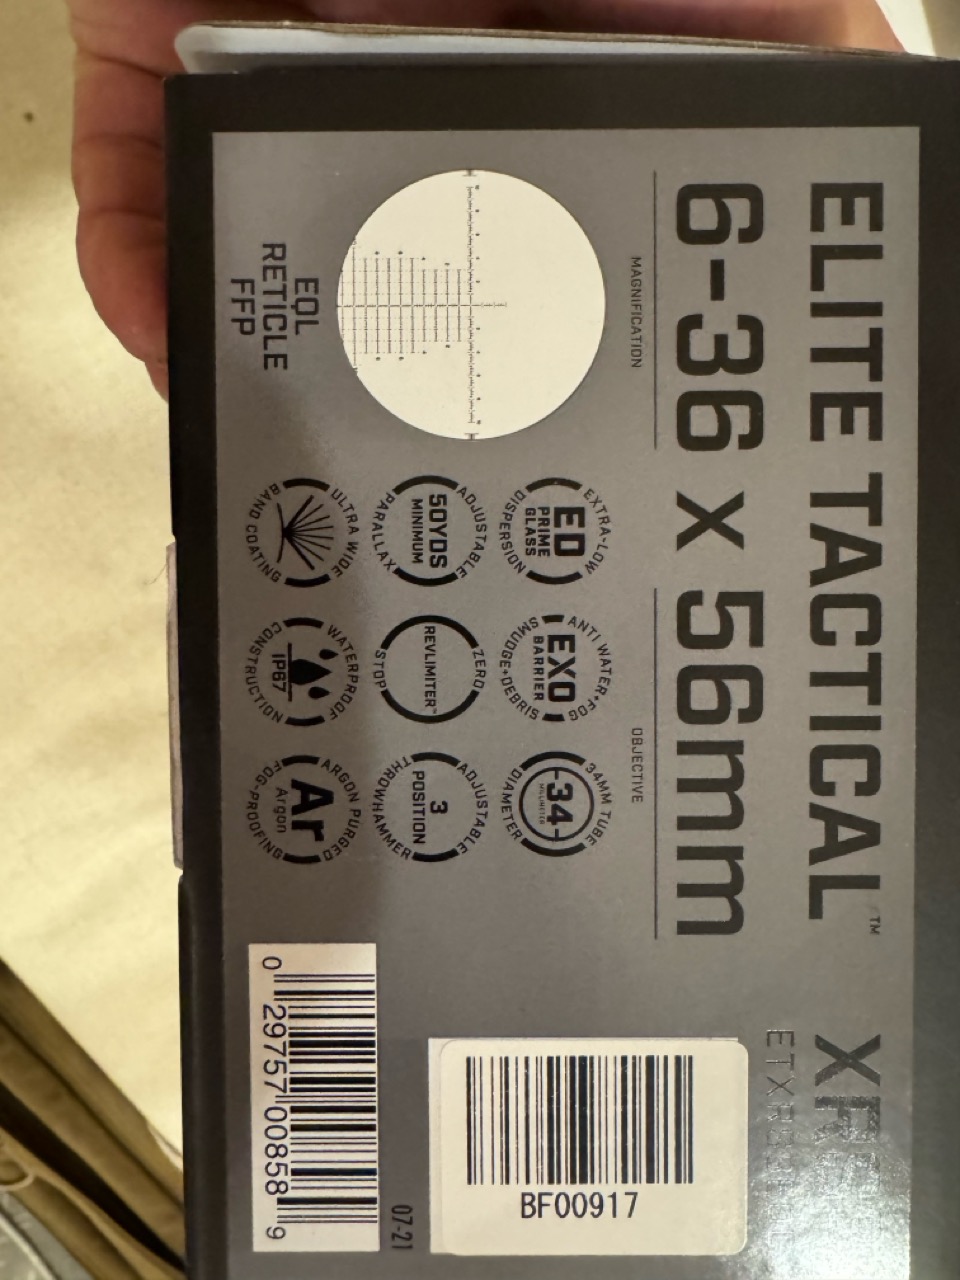 ELITE TACTICAL™
6-36 x 56mm
MAGNIFICATION
OBJECTIVE
EQL
RETICLE
FFP
EXTRA-LOW
ED
PRIME
GLASS
DISPERSION
ANTI WATER•FOG
EXO
BARRIER
SMUDGE+DEBRIS
34MM TUBE
-34-
MILLIMETER
DIAMETER
ADJUSTABLE
50YDS
MINIMUM
PARALLAX
ZERO
REVLIMITER™
STOP
ADJUSTABLE
3
POSITION
THROWHAMMER
ULTRA WIDE
BAND COATING
WATERPROOF
IP67
CONSTRUCTION
ARGON PURGED
Ar
Argon
FOG-PROOFING
BF00917
07-21
0 29757 00858 9